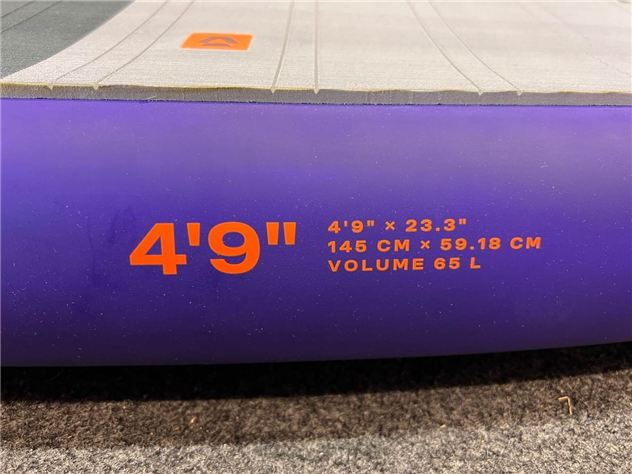 4'9"
4'9" × 23.3"
145 CM × 59.18 CM
VOLUME 65 L